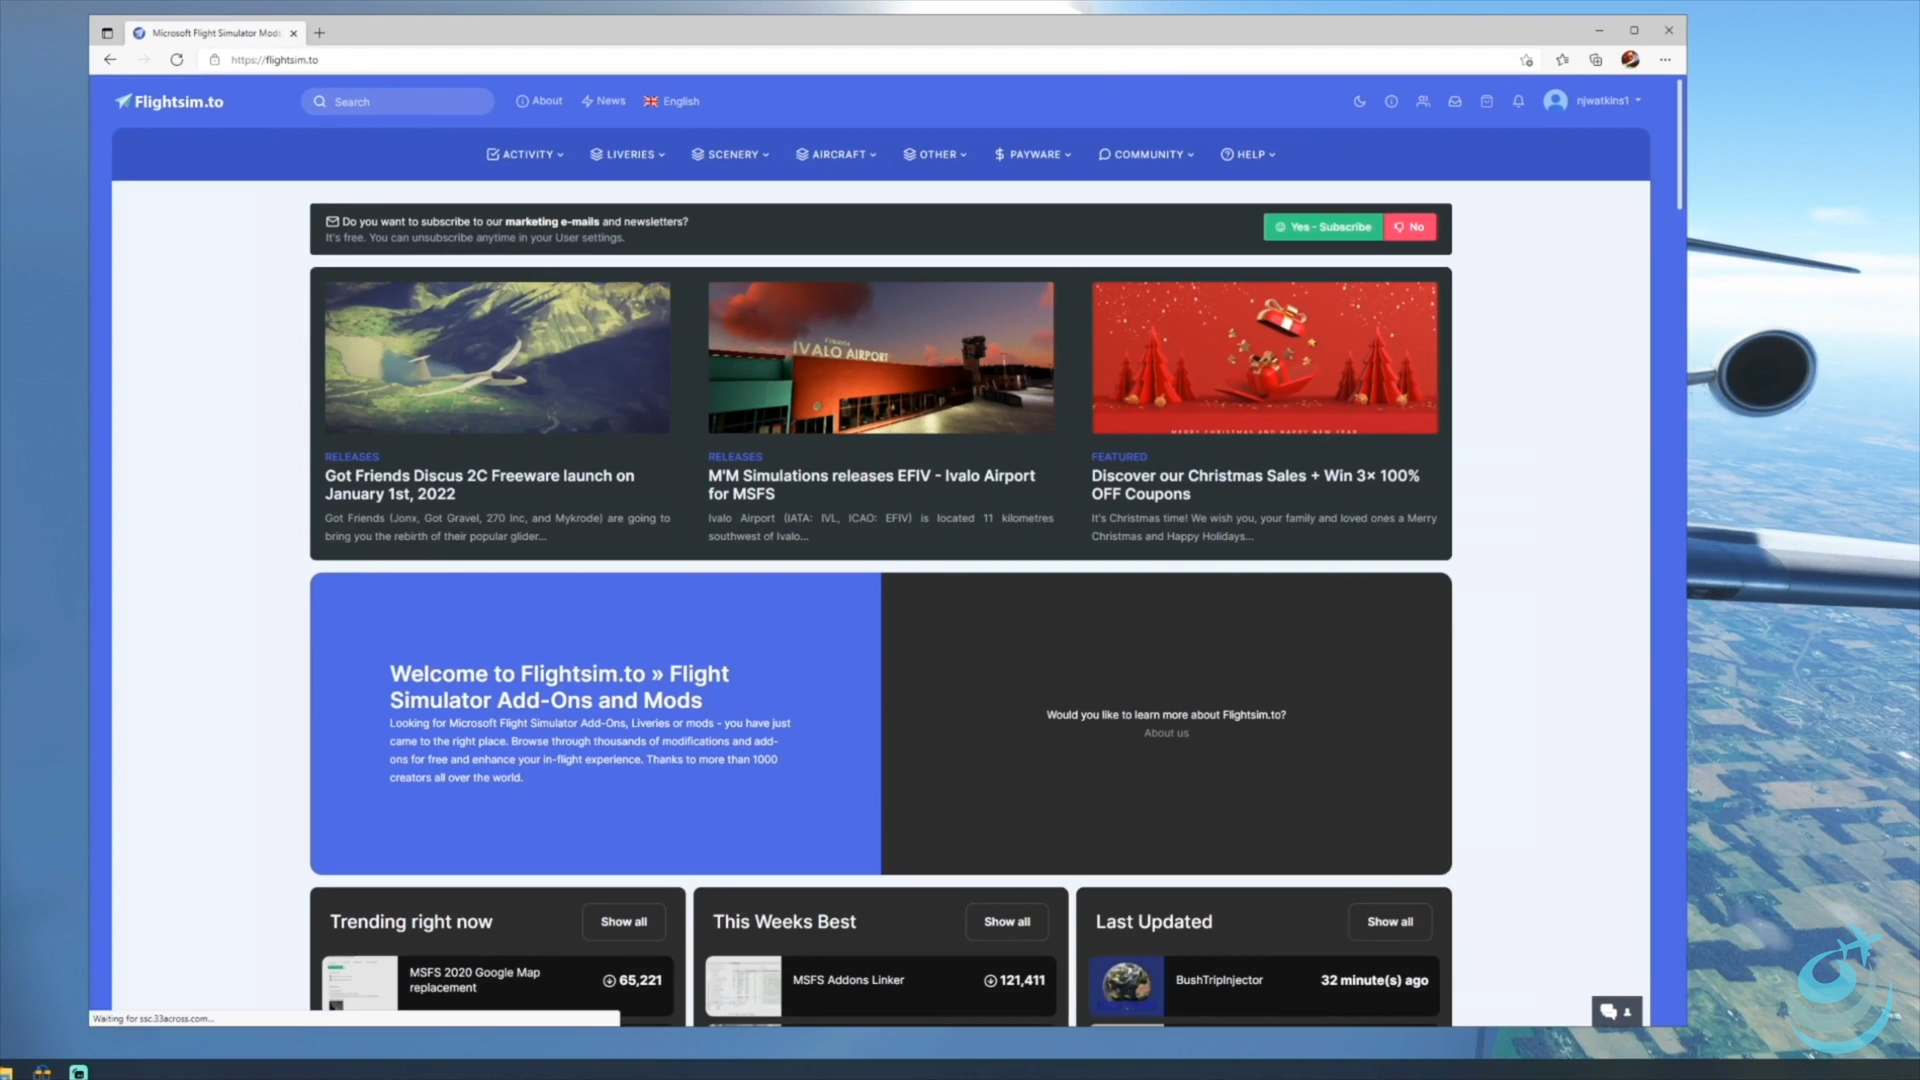 Microsoft Flight Simulator Mods
https://flightsim.to
Flightsim.to
Search
About
News
English
njwatkins1
ACTIVITY
LIVERIES
SCENERY
AIRCRAFT
OTHER
PAYWARE
COMMUNITY
HELP
Do you want to subscribe to our marketing e-mails and newsletters?
It's free. You can unsubscribe anytime in your User settings.
Yes - Subscribe
No
IVALO AIRPORT
MERRY CHRISTMAS AND HAPPY NEW YEAR
RELEASES
Got Friends Discus 2C Freeware launch on
January 1st, 2022
Got Friends (Jonx, Got Gravel, 270 Inc, and Mykrode) are going to
bring you the rebirth of their popular glider...
RELEASES
M'M Simulations releases EFIV - Ivalo Airport
for MSFS
Ivalo Airport (IATA: IVL, ICAO: EFIV) is located 11 kilometres
southwest of Ivalo...
FEATURED
Discover our Christmas Sales + Win 3× 100%
OFF Coupons
It's Christmas time! We wish you, your family and loved ones a Merry
Christmas and Happy Holidays...
Welcome to Flightsim.to » Flight
Simulator Add-Ons and Mods
Looking for Microsoft Flight Simulator Add-Ons, Liveries or mods - you have just
came to the right place. Browse through thousands of modifications and add-
ons for free and enhance your in-flight experience. Thanks to more than 1000
creators all over the world.
Would you like to learn more about Flightsim.to?
About us
Trending right now
Show all
MSFS 2020 Google Map
replacement
65,221
This Weeks Best
Show all
MSFS Addons Linker
121,411
Last Updated
Show all
BushTripInjector
32 minute(s) ago
Waiting for ssc.33across.com...